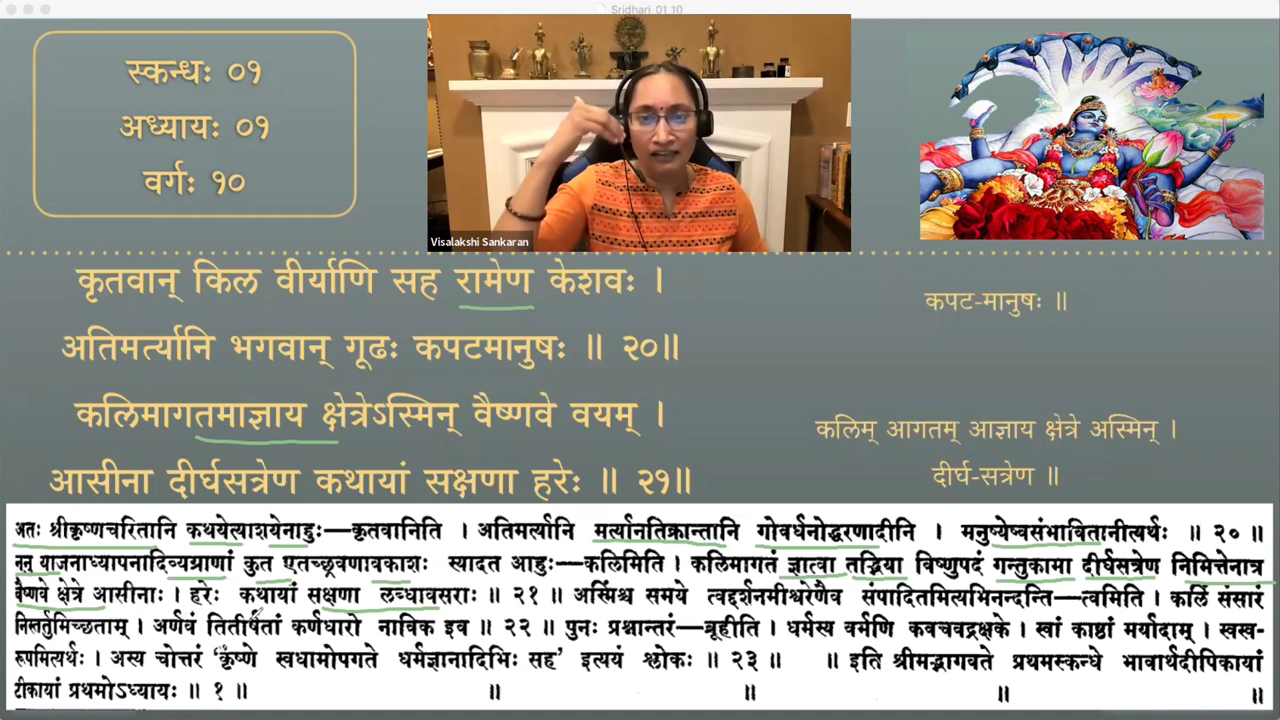 Sridhari_01_10
स्कन्धः ०१
अध्यायः ०१
वर्गः १०
Visalakshi Sankaran
कृतवान् किल वीर्याणि सह रामेण केशवः ।
अतिमर्त्यानि भगवान् गूढः कपटमानुषः ॥ २०॥
कलिमागतमाज्ञाय क्षेत्रेऽस्मिन् वैष्णवे वयम् ।
आसीना दीर्घसत्रेण कथायां सक्षणा हरेः ॥ २१॥
कपट-मानुषः ॥
कलिम् आगतम् आज्ञाय क्षेत्रे अस्मिन् ।
दीर्घ-सत्रेण ॥
अतः श्रीकृष्णचरितानि कथयेत्याशयेनाहुः—कृतवानिति । अतिमर्त्यानि मर्त्यानतिक्रान्तानि गोवर्धनोद्धरणादीनि । मनुष्येष्वसंभावितानीत्यर्थः ॥ २० ॥
ननु याजनाध्यापनादिव्यग्राणां कुत एतच्छ्रवणावकाशः स्यादत आहुः—कलिमिति । कलिमागतं ज्ञात्वा तद्भिया विष्णुपदं गन्तुकामा दीर्घसत्रेण निमित्तेनात्र
वैष्णवे क्षेत्रे आसीनाः । हरेः कथायां सक्षणा लब्धावसराः ॥ २१ ॥ अस्मिंश्च समये त्वद्दर्शनमीश्वरेणैव संपादितमित्यभिनन्दन्ति—त्वमिति । कलिं संसारं
निस्तर्तुमिच्छताम् । अर्णवं तितीर्षतां कर्णधारो नाविक इव ॥ २२ ॥ पुनः प्रश्नान्तरं—ब्रूहीति । धर्मस्य वर्मणि कवचवद्रक्षके । स्वां काष्ठां मर्यादाम् । स्वस्व-
रूपमित्यर्थः । अस्य चोत्तरं 'कृष्णे स्वधामोपगते धर्मज्ञानादिभिः सह' इत्ययं श्लोकः ॥ २३ ॥ ॥ इति श्रीमद्भागवते प्रथमस्कन्धे भावार्थदीपिकायां
टीकायां प्रथमोऽध्यायः ॥ १ ॥ ॥ ॥ ॥ ॥